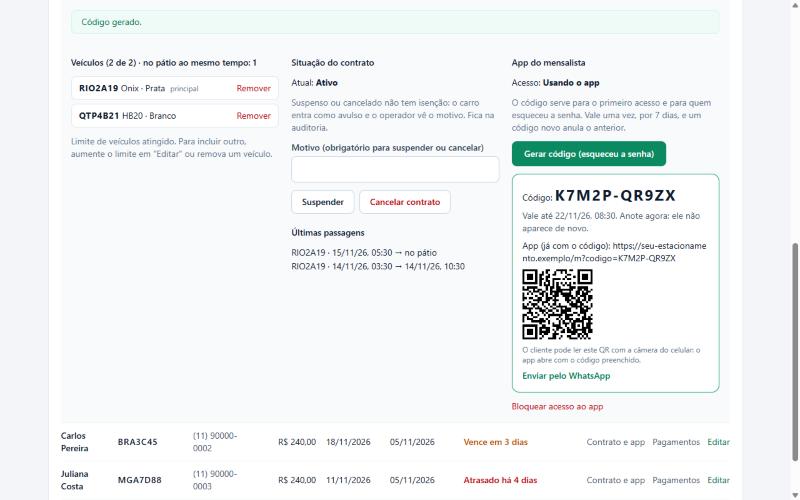 Código gerado.
Veículos (2 de 2) · no pátio ao mesmo tempo: 1
RIO2A19 Onix · Prata principal Remover
QTP4B21 HB20 · Branco Remover
Limite de veículos atingido. Para incluir outro,
aumente o limite em "Editar" ou remova um veículo.
Situação do contrato
Atual: Ativo
Suspenso ou cancelado não tem isenção: o carro
entra como avulso e o operador vê o motivo. Fica na
auditoria.
Motivo (obrigatório para suspender ou cancelar)
Suspender Cancelar contrato
Últimas passagens
RIO2A19 · 15/11/26, 05:30 → no pátio
RIO2A19 · 14/11/26, 03:30 → 14/11/26, 10:30
App do mensalista
Acesso: Usando o app
O código serve para o primeiro acesso e para quem
esqueceu a senha. Vale uma vez, por 7 dias, e um
código novo anula o anterior.
Gerar código (esqueceu a senha)
Código: K7M2P-QR9ZX
Vale até 22/11/26, 08:30. Anote agora: ele não
aparece de novo.
App (já com o código): https://seu-estacioname
nto.exemplo/m?codigo=K7M2P-QR9ZX
O cliente pode ler este QR com a câmera do celular: o
app abre com o código preenchido.
Enviar pelo WhatsApp
Bloquear acesso ao app
Carlos
Pereira BRA3C45 (11) 90000-
0002 R$ 240,00 18/11/2026 05/11/2026 Vence em 3 dias Contrato e app Pagamentos Editar
Juliana
Costa MGA7D88 (11) 90000-
0003 R$ 240,00 11/11/2026 05/11/2026 Atrasado há 4 dias Contrato e app Pagamentos Editar